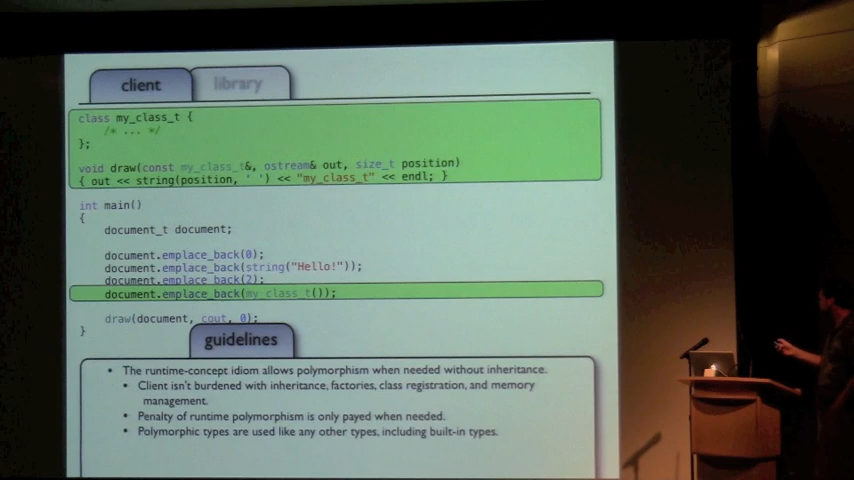 client
library
class my_class_t {
/* ... */
};
void draw(const my_class_t&, ostream& out, size_t position)
{ out << string(position, ' ') << "my_class_t" << endl; }
int main()
{
document_t document;
document.emplace_back(0);
document.emplace_back(string("Hello!"));
document.emplace_back(2);
document.emplace_back(my_class_t());
draw(document, cout, 0);
}
guidelines
• The runtime-concept idiom allows polymorphism when needed without inheritance.
• Client isn't burdened with inheritance, factories, class registration, and memory
management.
• Penalty of runtime polymorphism is only payed when needed.
• Polymorphic types are used like any other types, including built-in types.